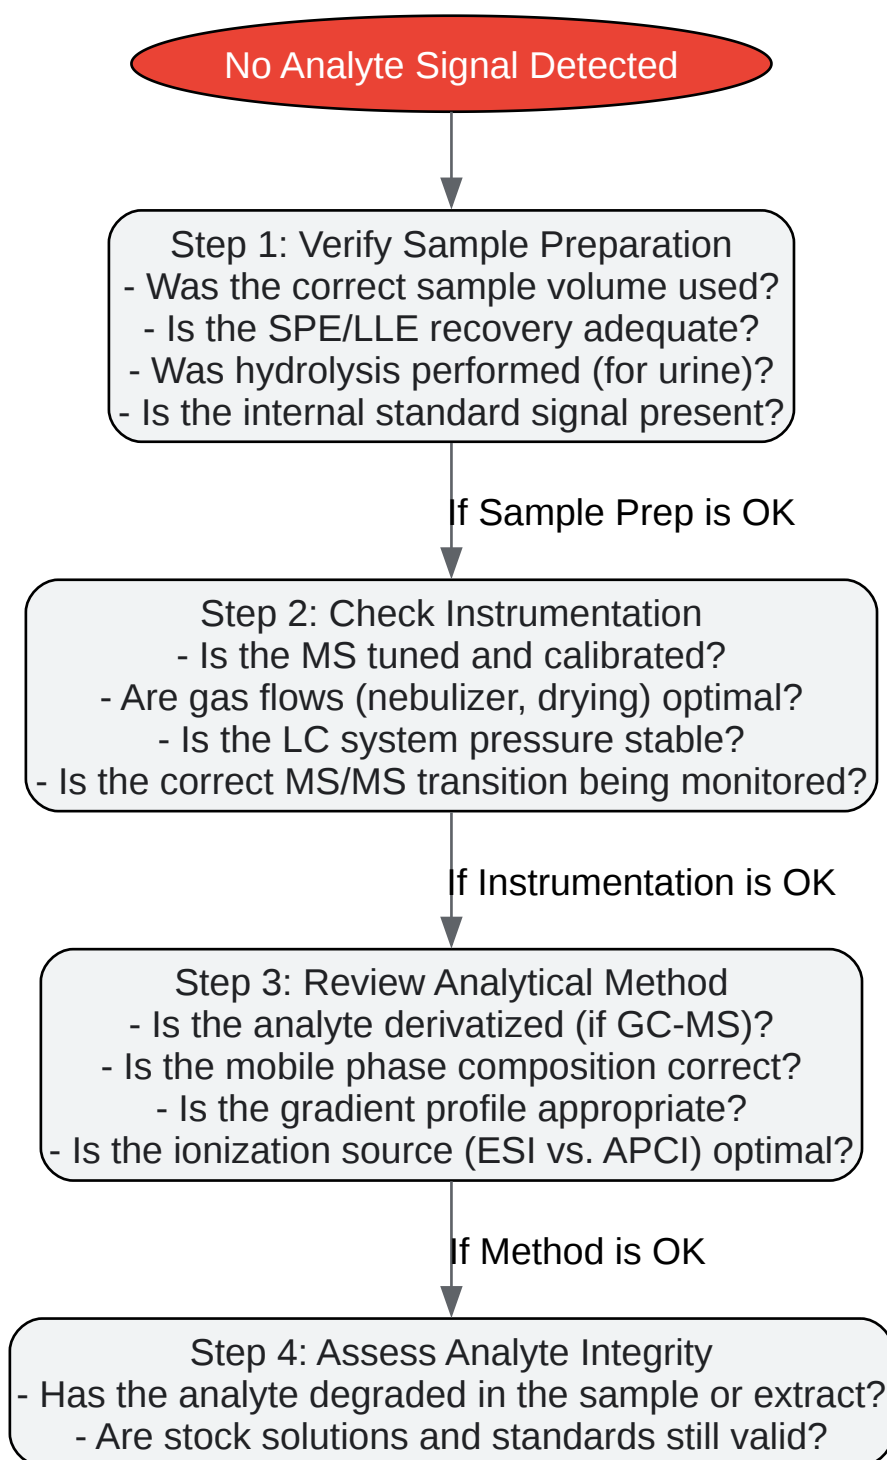 No Analyte Signal Detected
Step 1: Verify Sample Preparation
- Was the correct sample volume used?
- Is the SPE/LLE recovery adequate?
- Was hydrolysis performed (for urine)?
- Is the internal standard signal present?
If Sample Prep is OK
Step 2: Check Instrumentation
- Is the MS tuned and calibrated?
- Are gas flows (nebulizer, drying) optimal?
- Is the LC system pressure stable?
- Is the correct MS/MS transition being monitored?
If Instrumentation is OK
Step 3: Review Analytical Method
- Is the analyte derivatized (if GC-MS)?
- Is the mobile phase composition correct?
- Is the gradient profile appropriate?
- Is the ionization source (ESI vs. APCI) optimal?
If Method is OK
Step 4: Assess Analyte Integrity
- Has the analyte degraded in the sample or extract?
- Are stock solutions and standards still valid?